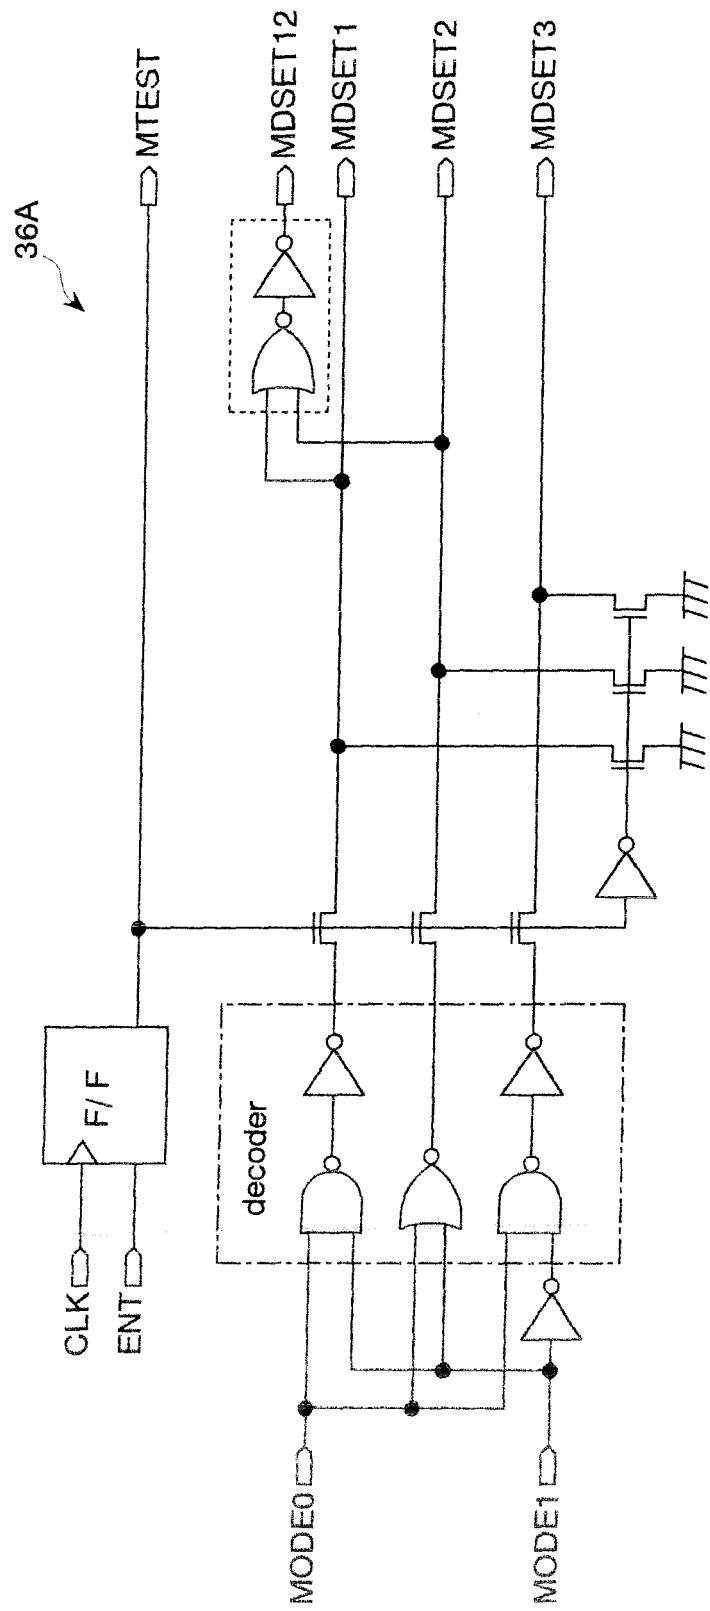 36A
CLK
ENT
F/F
MTEST
MDSET12
MDSET1
MDSET2
MDSET3
decoder
MODE0
MODE1